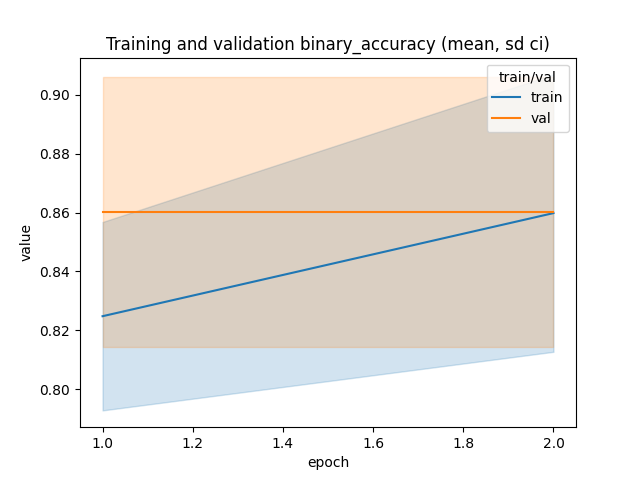 Training and validation binary_accuracy (mean, sd ci)
train/val
train
val
0.90
0.88
0.86
0.84
0.82
0.80
value
1.0 1.2 1.4 1.6 1.8 2.0
epoch